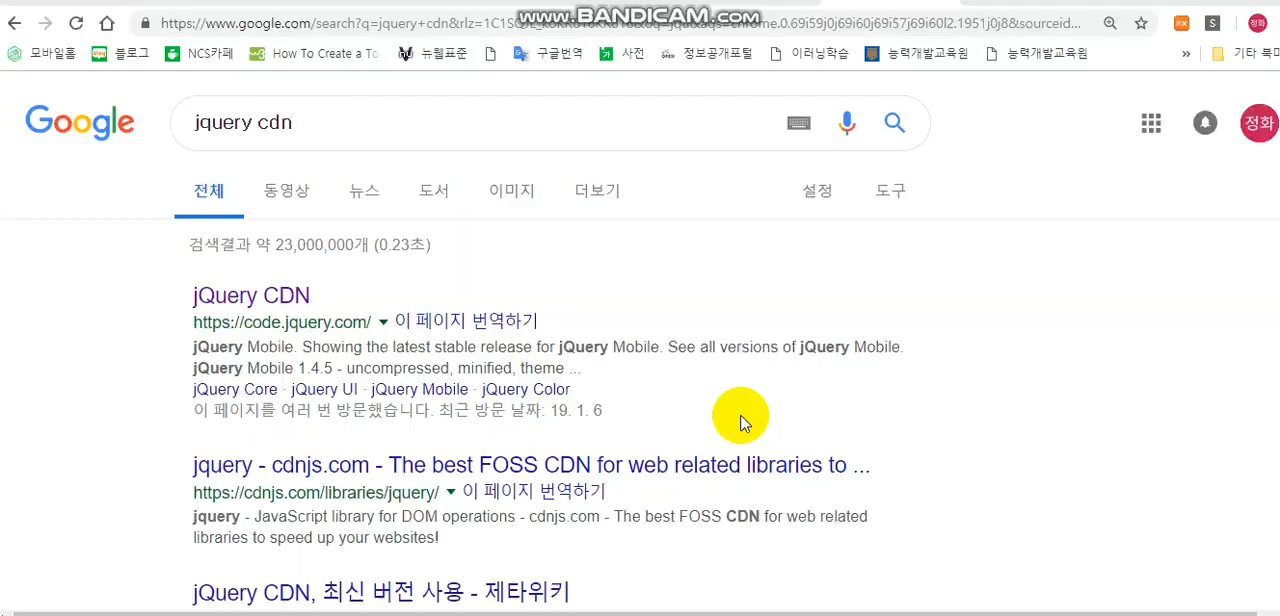 www.BANDICAM.com
https://www.google.com/search?q=jquery+cdn&rlz=1C1S
chrome.0.69i59j0j69i60j69i57j69i60l2.1951j0j8&sourceid...
S
정화
모바일홈 블로그 NCS카페 How To Create a To 뉴웹표준 구글번역 사전 정보공개포털 이러닝학습 능력개발교육원 능력개발교육원 » 기타 북마
Google jquery cdn 정화
전체 동영상 뉴스 도서 이미지 더보기 설정 도구
검색결과 약 23,000,000개 (0.23초)
jQuery CDN
https://code.jquery.com/ 이 페이지 번역하기
jQuery Mobile. Showing the latest stable release for jQuery Mobile. See all versions of jQuery Mobile.
jQuery Mobile 1.4.5 - uncompressed, minified, theme ...
jQuery Core · jQuery UI · jQuery Mobile · jQuery Color
이 페이지를 여러 번 방문했습니다. 최근 방문 날짜: 19. 1. 6
jquery - cdnjs.com - The best FOSS CDN for web related libraries to ...
https://cdnjs.com/libraries/jquery/ 이 페이지 번역하기
jquery - JavaScript library for DOM operations - cdnjs.com - The best FOSS CDN for web related
libraries to speed up your websites!
jQuery CDN, 최신 버전 사용 - 제타위키